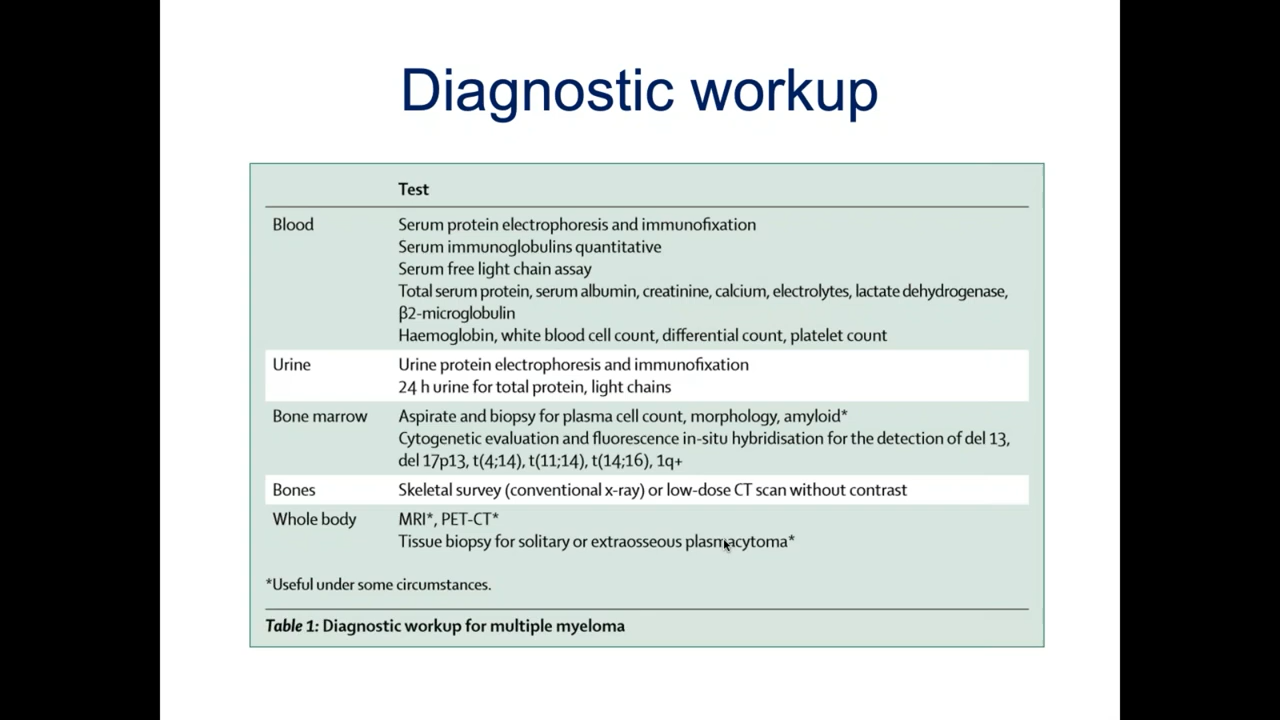 Diagnostic workup
Test
Blood
Serum protein electrophoresis and immunofixation
Serum immunoglobulins quantitative
Serum free light chain assay
Total serum protein, serum albumin, creatinine, calcium, electrolytes, lactate dehydrogenase,
β2-microglobulin
Haemoglobin, white blood cell count, differential count, platelet count
Urine
Urine protein electrophoresis and immunofixation
24 h urine for total protein, light chains
Bone marrow
Aspirate and biopsy for plasma cell count, morphology, amyloid*
Cytogenetic evaluation and fluorescence in-situ hybridisation for the detection of del 13,
del 17p13, t(4;14), t(11;14), t(14;16), 1q+
Bones
Skeletal survey (conventional x-ray) or low-dose CT scan without contrast
Whole body
MRI*, PET-CT*
Tissue biopsy for solitary or extraosseous plasmacytoma*
*Useful under some circumstances.
Table 1: Diagnostic workup for multiple myeloma